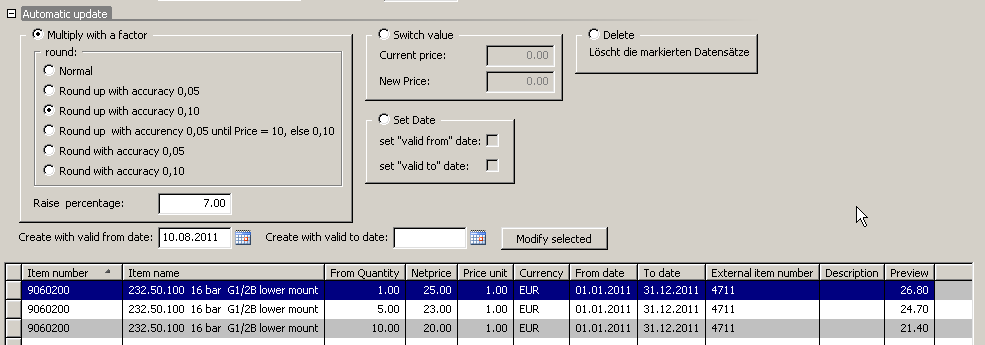 Automatic update
Multiply with a factor
round:
Normal
Round up with accuracy 0,05
Round up with accuracy 0,10
Round up  with accurency 0,05 until Price = 10, else 0,10
Round with accuracy 0,05
Round with accuracy 0,10
Raise  percentage: 7.00
Switch value
Current price: 0.00
New Price: 0.00
Set Date
set "valid from" date:
set "valid to" date:
Delete
Löscht die markierten Datensätze
Create with valid from date: 10.08.2011 Create with valid to date: Modify selected
Item number Item name From Quantity Netprice Price unit Currency From date To date External item number Description Preview
9060200 232.50.100  16 bar  G1/2B lower mount 1.00 25.00 1.00 EUR 01.01.2011 31.12.2011 4711 26.80
9060200 232.50.100  16 bar  G1/2B lower mount 5.00 23.00 1.00 EUR 01.01.2011 31.12.2011 4711 24.70
9060200 232.50.100  16 bar  G1/2B lower mount 10.00 20.00 1.00 EUR 01.01.2011 31.12.2011 4711 21.40